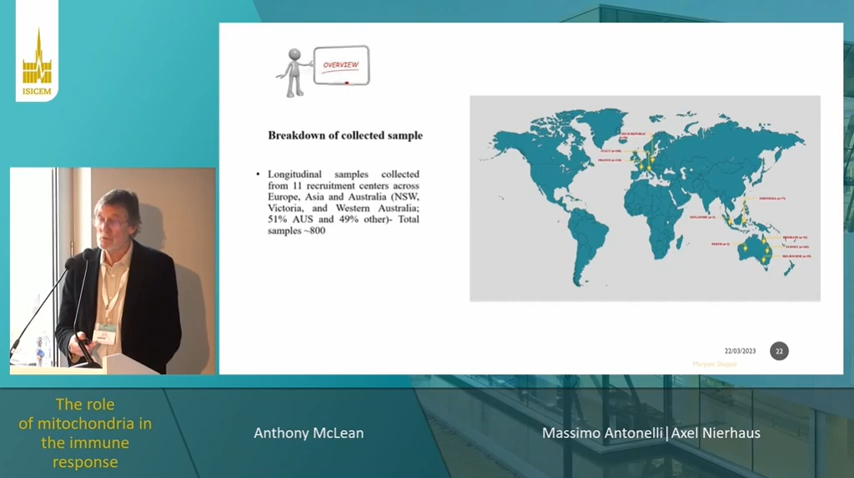 ISICEM
OVERVIEW
Breakdown of collected sample
• Longitudinal samples collected
from 11 recruitment centers across
Europe, Asia and Australia (NSW,
Victoria, and Western Australia;
51% AUS and 49% other)- Total
samples ~800
22/03/2023
22
The role
of mitochondria in
the immune
response
Anthony McLean
Massimo Antonelli|Axel Nierhaus